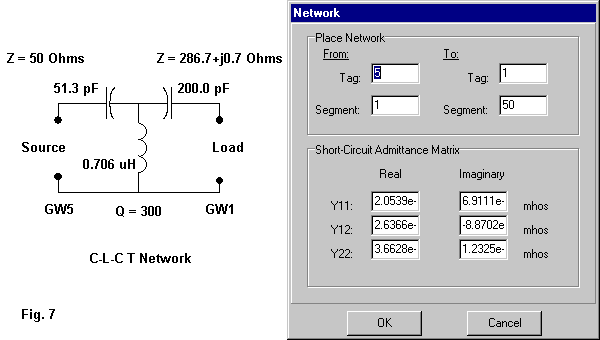 Z = 50 Ohms
Z = 286.7+j0.7 Ohms
51.3 pF
200.0 pF
Source
Load
0.706 uH
GW5
Q = 300
GW1
C-L-C T Network
Fig. 7
Network
Place Network
From:
To:
Tag: 5
Tag: 1
Segment: 1
Segment: 50
Short-Circuit Admittance Matrix
Real
Imaginary
Y11: 2.0539e- 6.9111e- mhos
Y12: 2.6366e- -8.8702e- mhos
Y22: 3.6628e- 1.2325e- mhos
OK
Cancel